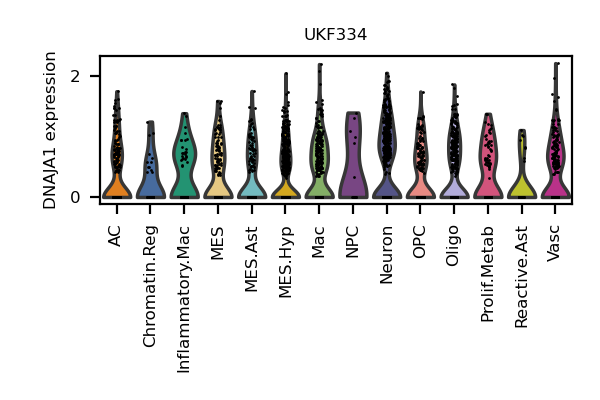 UKF334
DNAJA1 expression
2
0
AC
Chromatin.Reg
Inflammatory.Mac
MES
MES.Ast
MES.Hyp
Mac
NPC
Neuron
OPC
Oligo
Prolif.Metab
Reactive.Ast
Vasc